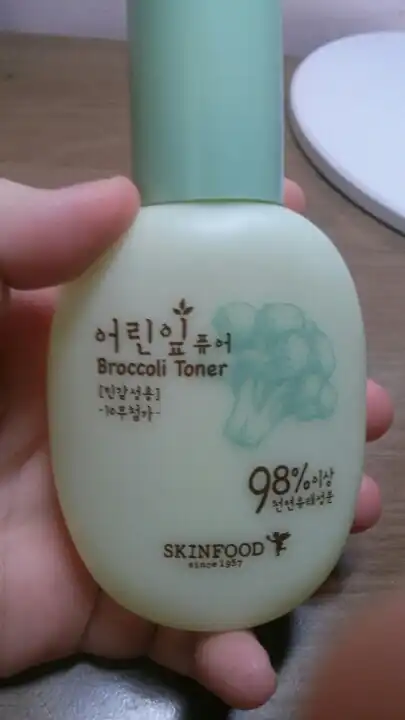 어린잎 퓨어
Broccoli Toner
[민감성용]
-10무첨가-
98%이상
천연유래성분
SKINFOOD
since 1957